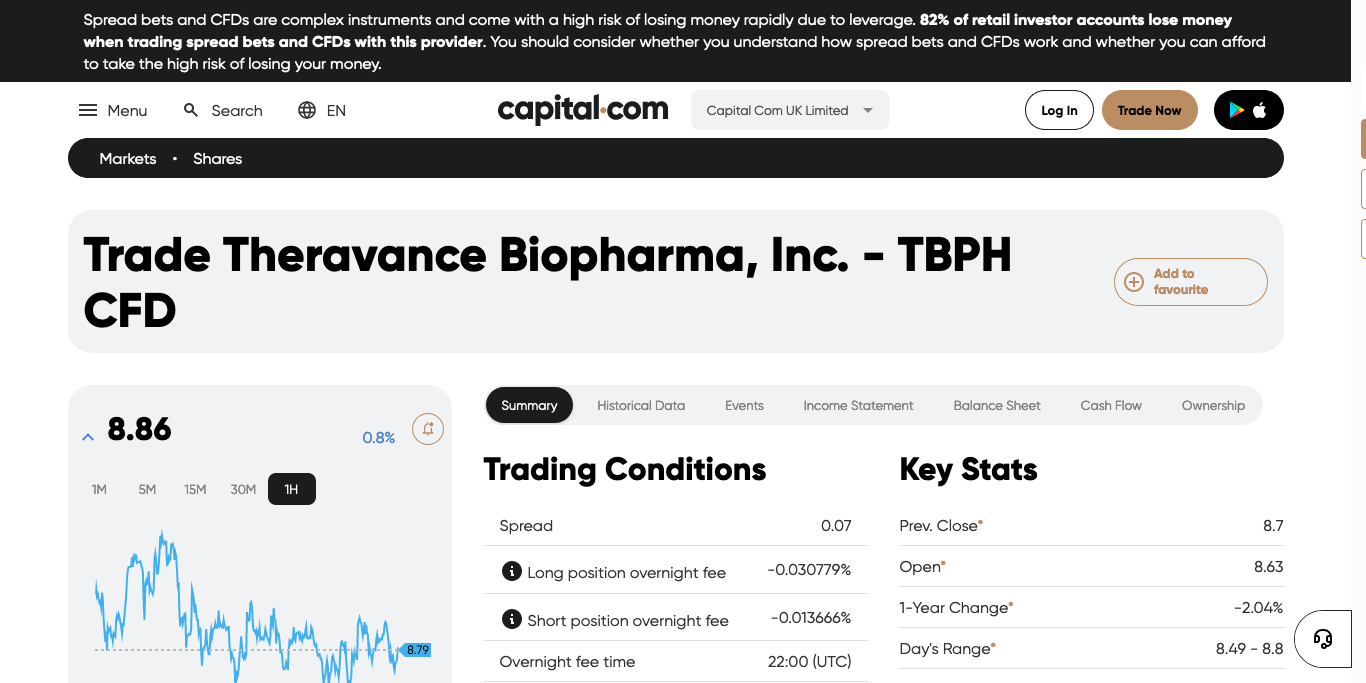 Spread bets and CFDs are complex instruments and come with a high risk of losing money rapidly due to leverage. 82% of retail investor accounts lose money
when trading spread bets and CFDs with this provider. You should consider whether you understand how spread bets and CFDs work and whether you can afford
to take the high risk of losing your money.
Menu
Search
EN
capital.com
Capital Com UK Limited
Log In
Trade Now
Markets
Shares
Trade Theravance Biopharma, Inc. - TBPH
CFD
Add to
favourite
8.86
0.8%
1M
5M
15M
30M
1H
8.79
Summary
Historical Data
Events
Income Statement
Balance Sheet
Cash Flow
Ownership
Trading Conditions
Spread 0.07
Long position overnight fee -0.030779%
Short position overnight fee -0.013666%
Overnight fee time 22:00 (UTC)
Key Stats
Prev. Close* 8.7
Open* 8.63
1-Year Change* -2.04%
Day's Range* 8.49 - 8.8